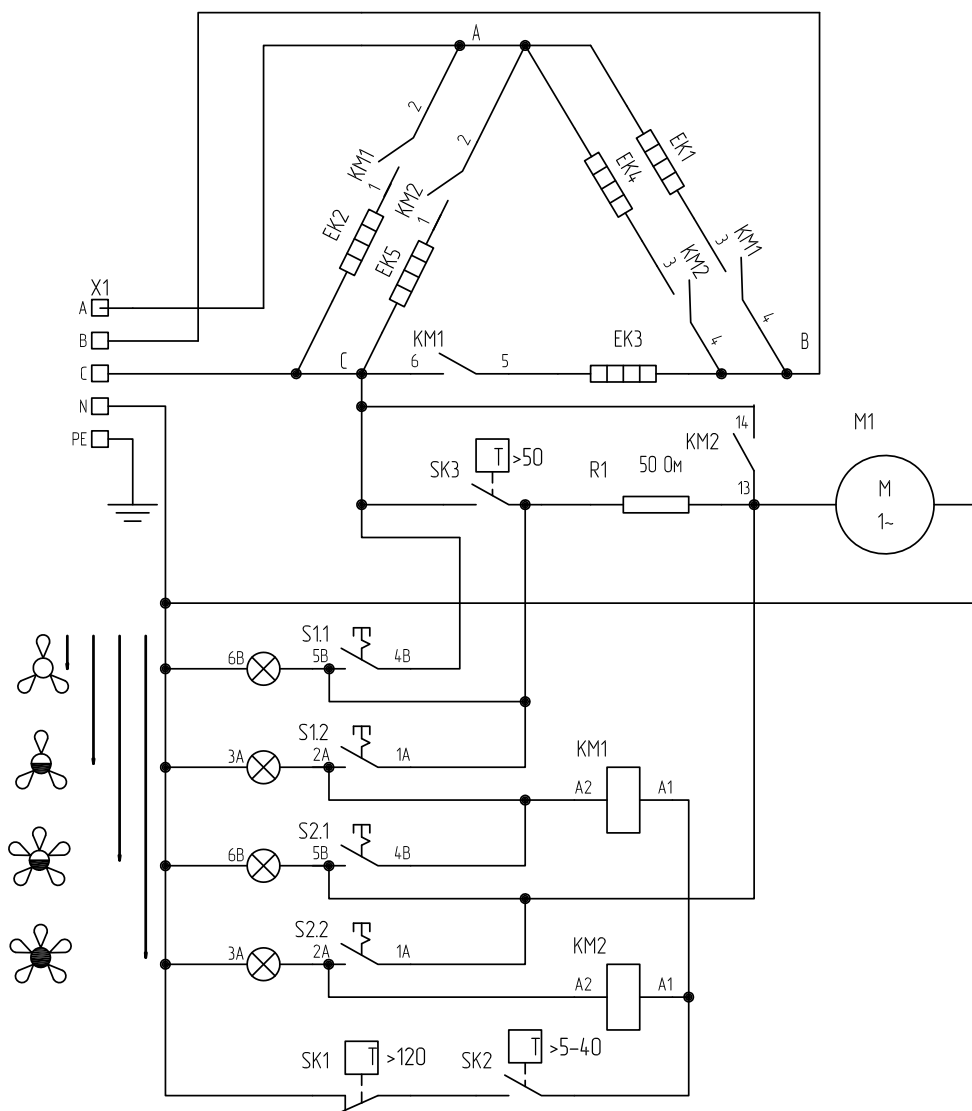 A
2
2
KM1
1
KM2
1
EK2
EK5
EK1
EK4
3
KM2
3
KM1
4
4
X1
A
B
C
N
PE
C
6
KM1
5
EK3
B
14
KM2
13
M1
SK3
T >50
R1
50 Ом
M
1~
S1.1
6B
5B
4B
S1.2
3A
2A
1A
KM1
A2
A1
S2.1
6B
5B
4B
S2.2
3A
2A
1A
KM2
A2
A1
SK1
T >120
SK2
T >5-40